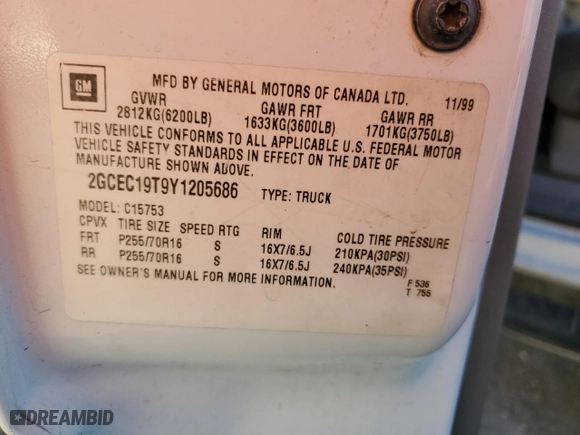 GM
MFD BY GENERAL MOTORS OF CANADA LTD. 11/99
GVWR GAWR FRT GAWR RR
2812KG(6200LB) 1633KG(3600LB) 1701KG(3750LB)
THIS VEHICLE CONFORMS TO ALL APPLICABLE U.S. FEDERAL MOTOR
VEHICLE SAFETY STANDARDS IN EFFECT ON THE DATE OF
MANUFACTURE SHOWN ABOVE.
2GCEC19T9Y1205686 TYPE: TRUCK
MODEL: C15753
CPVX TIRE SIZE SPEED RTG RIM COLD TIRE PRESSURE
FRT P255/70R16 S 16X7/6.5J 210KPA(30PSI)
RR P255/70R16 S 16X7/6.5J 240KPA(35PSI)
SEE OWNER'S MANUAL FOR MORE INFORMATION.
F 536
T 755
DREAMBID